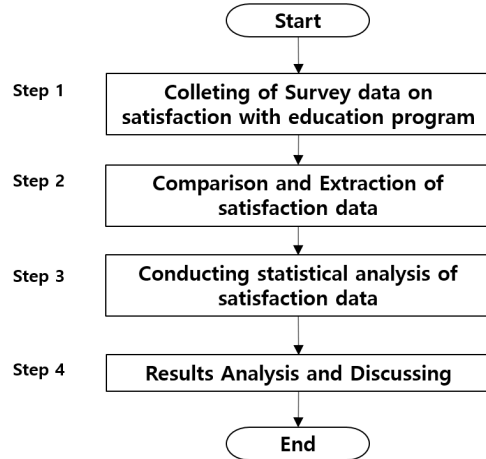 Start
Step 1
Colleting of Survey data on
satisfaction with education program
Step 2
Comparison and Extraction of
satisfaction data
Step 3
Conducting statistical analysis of
satisfaction data
Step 4
Results Analysis and Discussing
End